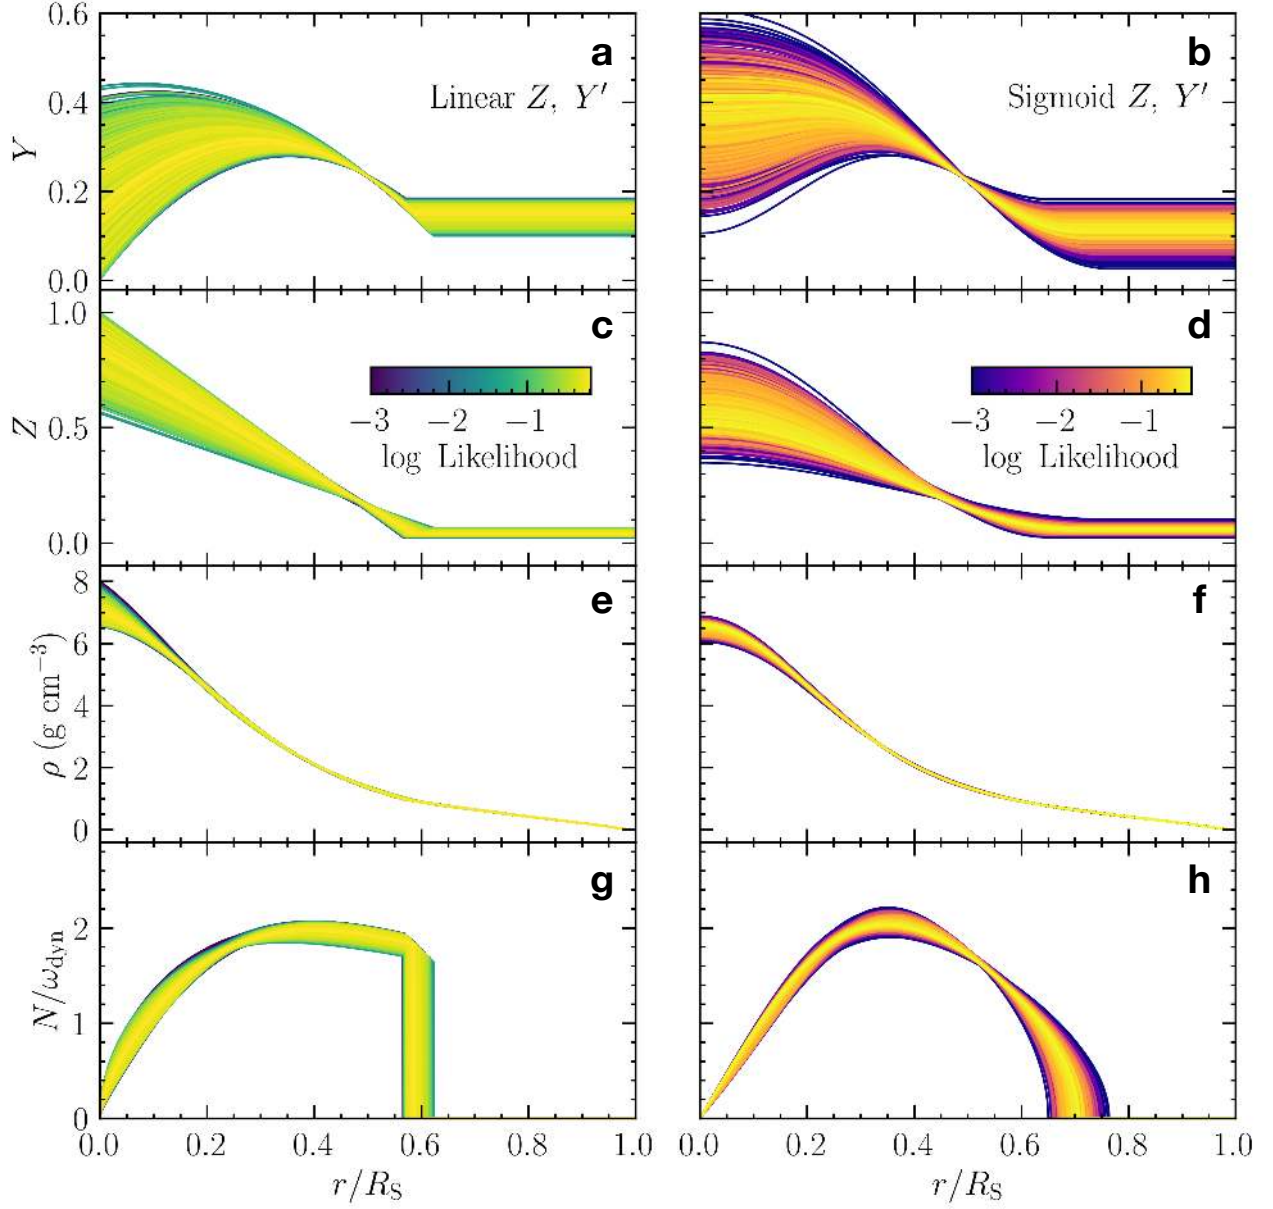 a
b
Linear Z, Y′
Sigmoid Z, Y′
Y
0.6
0.4
0.2
0.0
c
d
Z
1.0
0.5
0.0
−3 −2 −1
log Likelihood
−3 −2 −1
log Likelihood
e
f
ρ (g cm⁻³)
8
6
4
2
0
g
h
N/ω_dyn
2
1
0
0.0 0.2 0.4 0.6 0.8 1.0
0.0 0.2 0.4 0.6 0.8 1.0
r/R_S
r/R_S